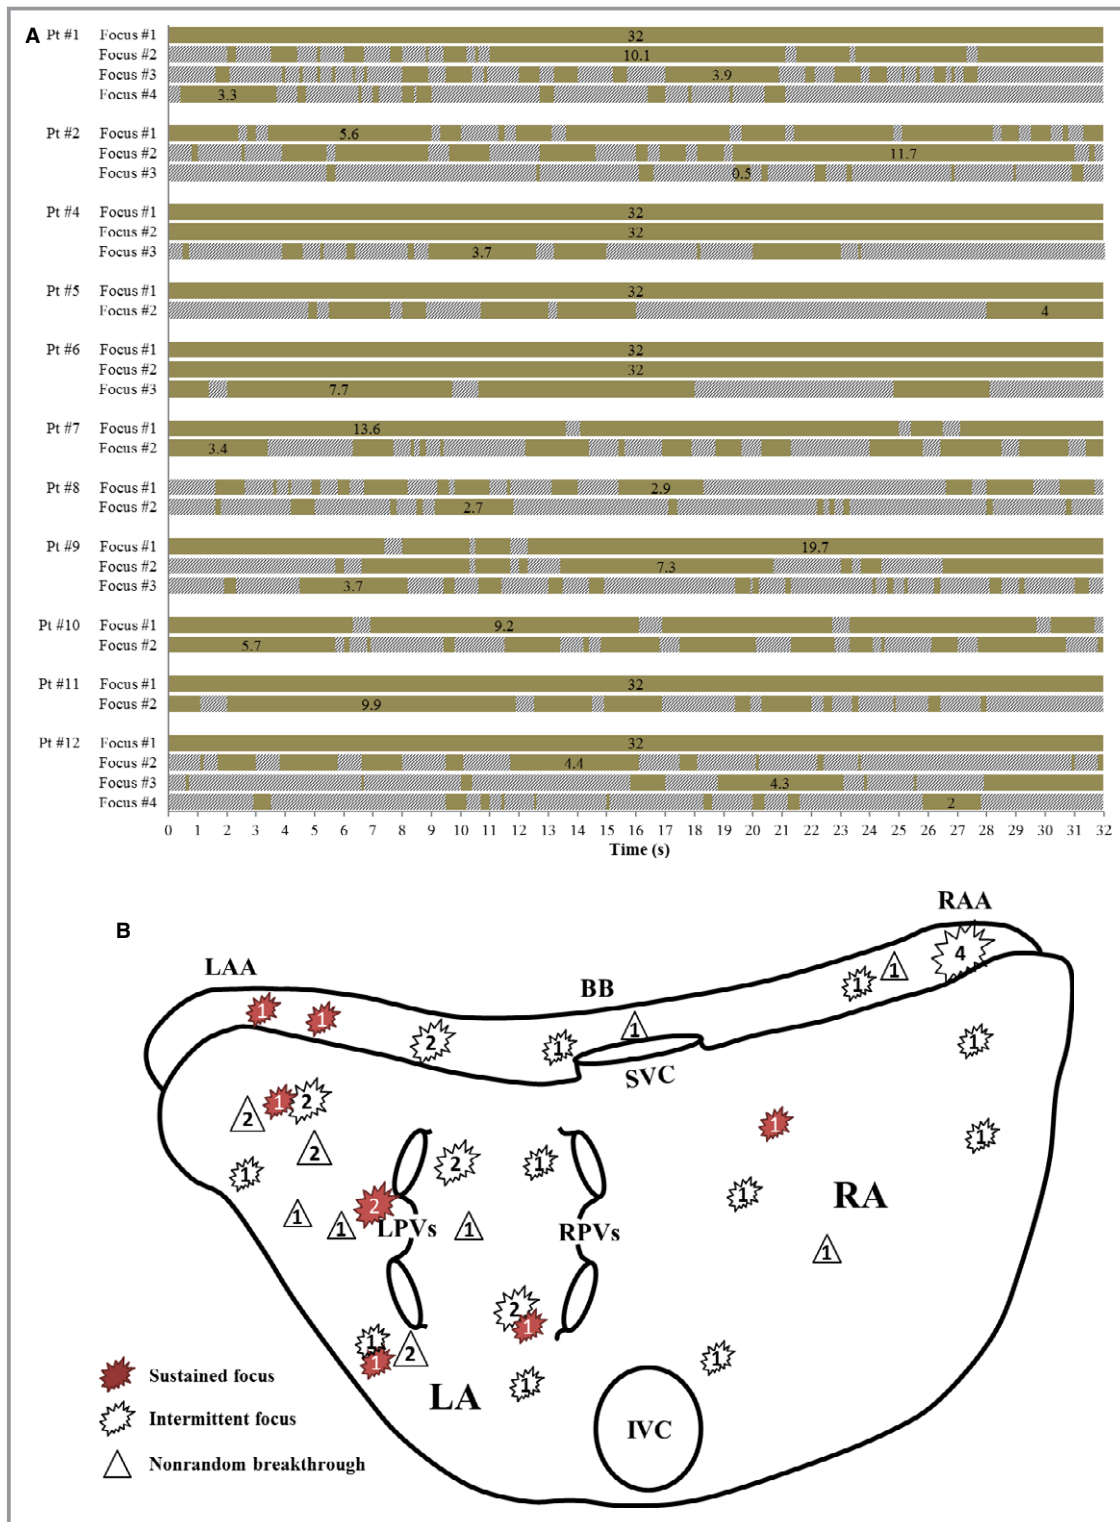 A Pt #1 Focus #1 32
Focus #2 10.1
Focus #3 3.9
Focus #4 3.3
Pt #2 Focus #1 5.6
Focus #2 11.7
Focus #3 0.5
Pt #4 Focus #1 32
Focus #2 32
Focus #3 3.7
Pt #5 Focus #1 32
Focus #2 4
Pt #6 Focus #1 32
Focus #2 32
Focus #3 7.7
Pt #7 Focus #1 13.6
Focus #2 3.4
Pt #8 Focus #1 2.9
Focus #2 2.7
Pt #9 Focus #1 19.7
Focus #2 7.3
Focus #3 3.7
Pt #10 Focus #1 9.2
Focus #2 5.7
Pt #11 Focus #1 32
Focus #2 9.9
Pt #12 Focus #1 32
Focus #2 4.4
Focus #3 4.3
Focus #4 2
0 1 2 3 4 5 6 7 8 9 10 11 12 13 14 15 16 17 18 19 20 21 22 23 24 25 26 27 28 29 30 31 32
Time (s)
B
RAA
LAA
BB
4
1
1
1
1
1
2
1
1
SVC
1
1 2
2
1
2
1
2
1
1
1
RA
2
LPVs
RPVs
1
1
1
1
2
1
1
1
2
1
1
LA
IVC
Sustained focus
Intermittent focus
Nonrandom breakthrough